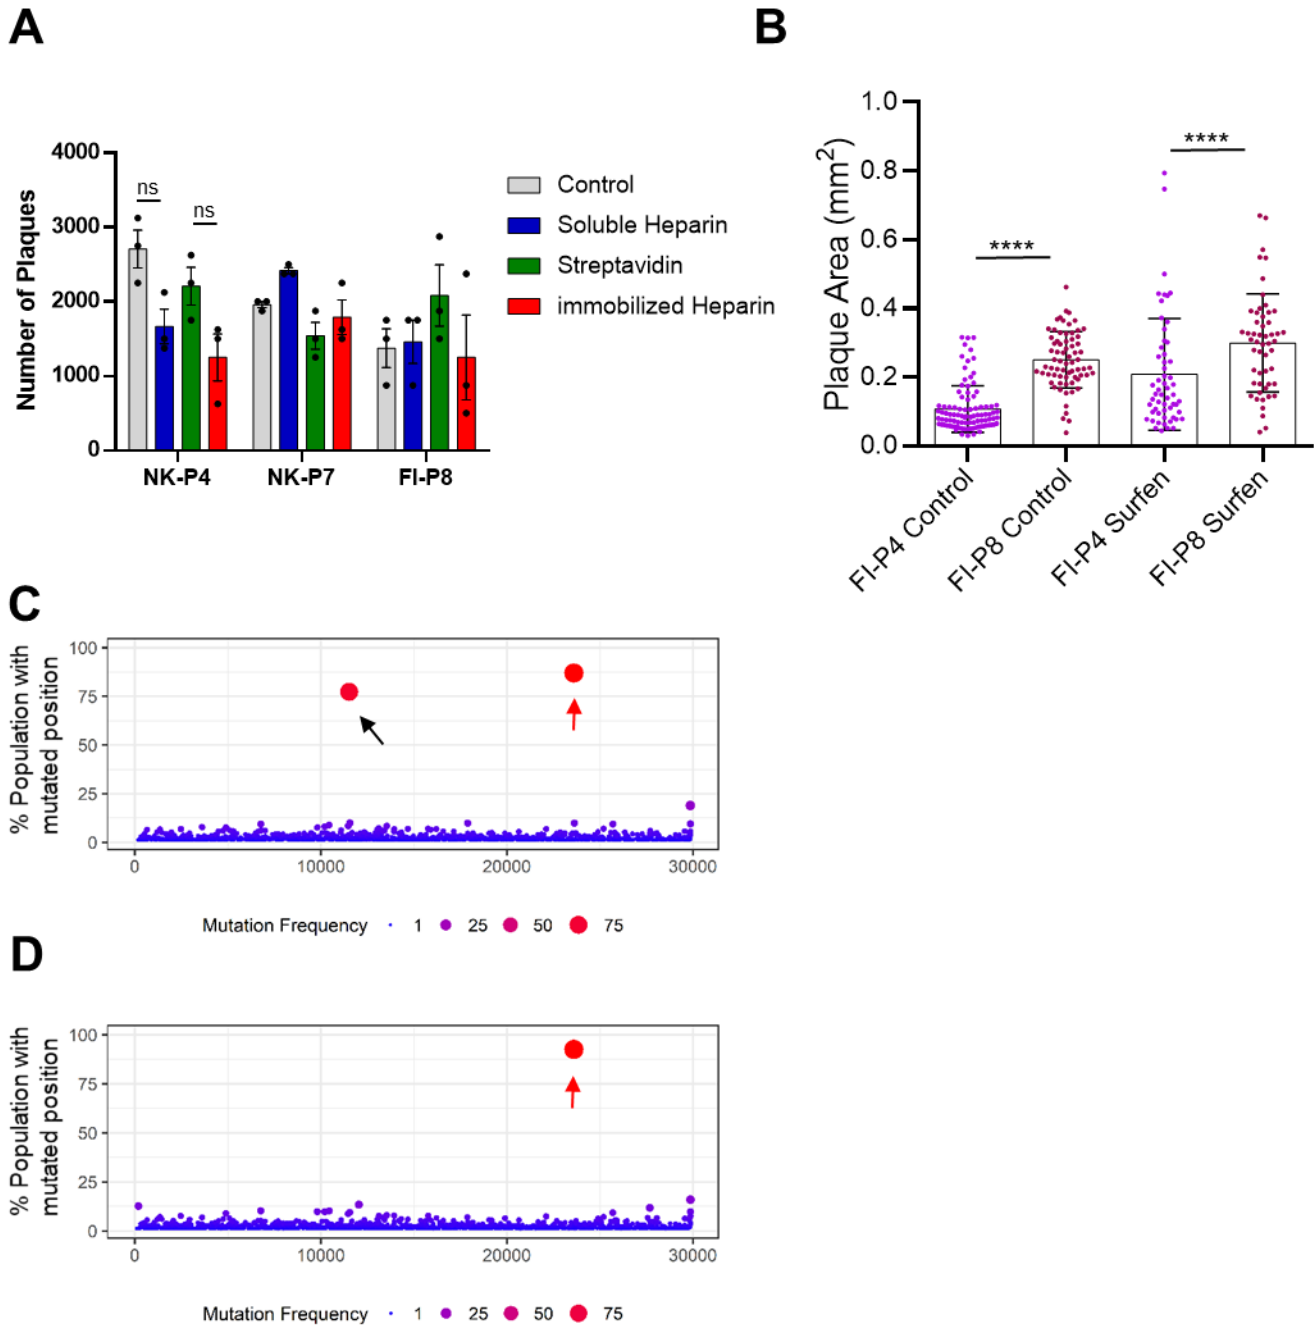 A
Number of Plaques
4000
3000
2000
1000
0
ns
ns
NK-P4
NK-P7
FI-P8
Control
Soluble Heparin
Streptavidin
immobilized Heparin
B
Plaque Area (mm²)
1.0
0.8
0.6
0.4
0.2
0.0
****
****
FI-P4 Control
FI-P8 Control
FI-P4 Surfen
FI-P8 Surfen
C
% Population with
mutated position
100
75
50
25
0
0 10000 20000 30000
Mutation Frequency 1 25 50 75
D
% Population with
mutated position
100
75
50
25
0
0 10000 20000 30000
Mutation Frequency 1 25 50 75